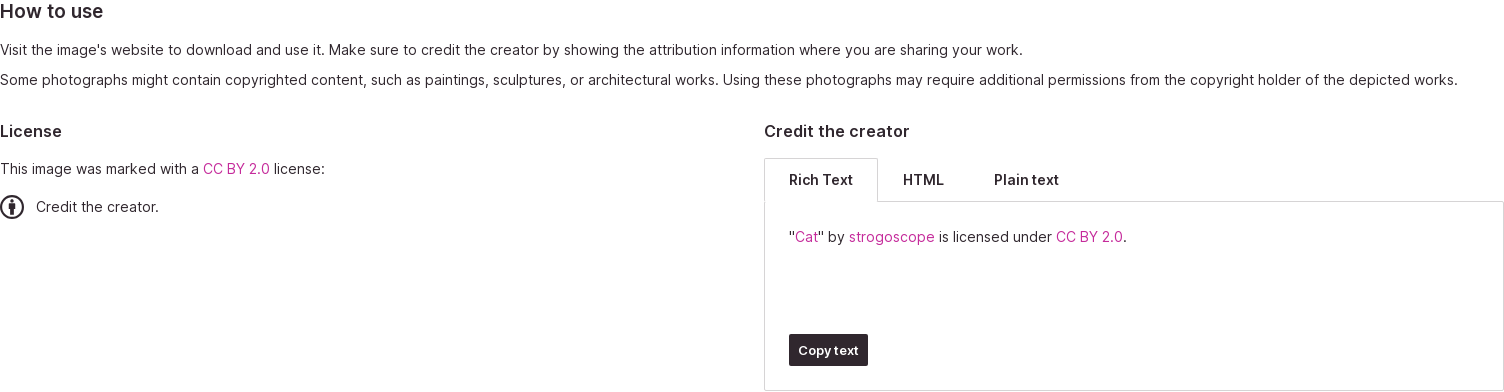 How to use
Visit the image's website to download and use it. Make sure to credit the creator by showing the attribution information where you are sharing your work.
Some photographs might contain copyrighted content, such as paintings, sculptures, or architectural works. Using these photographs may require additional permissions from the copyright holder of the depicted works.
License
This image was marked with a CC BY 2.0 license:
Credit the creator.
Credit the creator
Rich Text HTML Plain text
"Cat" by strogoscope is licensed under CC BY 2.0.
Copy text